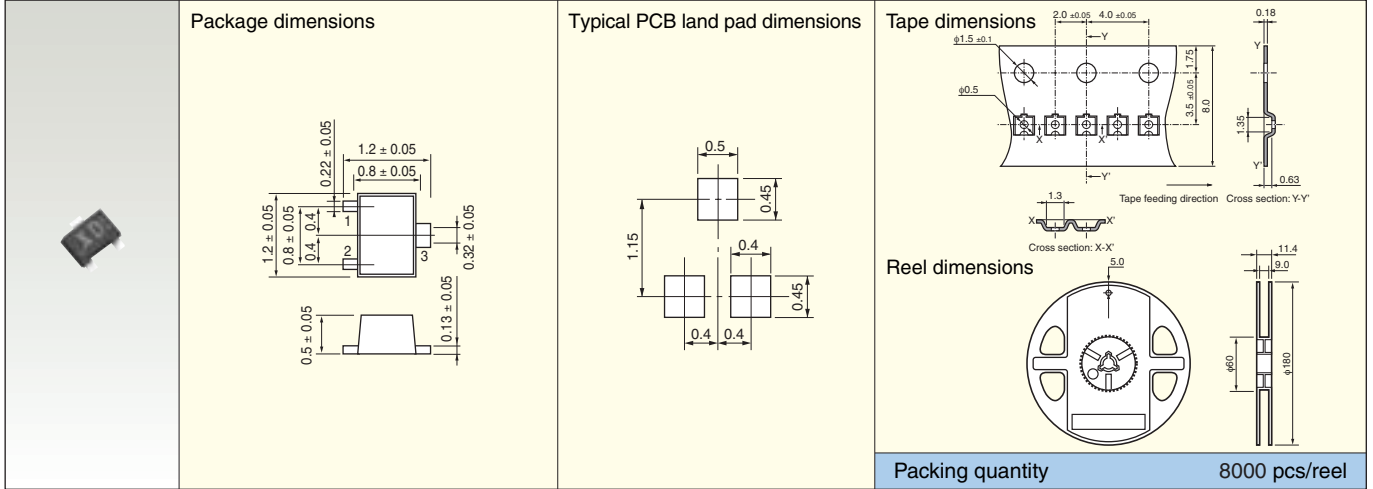 Package dimensions
0.22 ± 0.05
1.2 ± 0.05
0.8 ± 0.05
1.2 ± 0.05
0.8 ± 0.05
0.4
0.4
1
2
3
0.32 ± 0.05
0.5 ± 0.05
0.13 ± 0.05
Typical PCB land pad dimensions
0.5
0.45
1.15
0.4
0.45
0.4
0.4
Tape dimensions
2.0 ±0.05
4.0 ±0.05
φ1.5 ±0.1
Y
φ0.5
X
X'
Y'
1.75
3.5 ±0.05
8.0
0.18
Y
1.35
Y'
0.63
Tape feeding direction
Cross section: Y-Y'
1.3
X
X'
Cross section: X-X'
Reel dimensions
5.0
11.4
9.0
φ60
φ180
Packing quantity 8000 pcs/reel